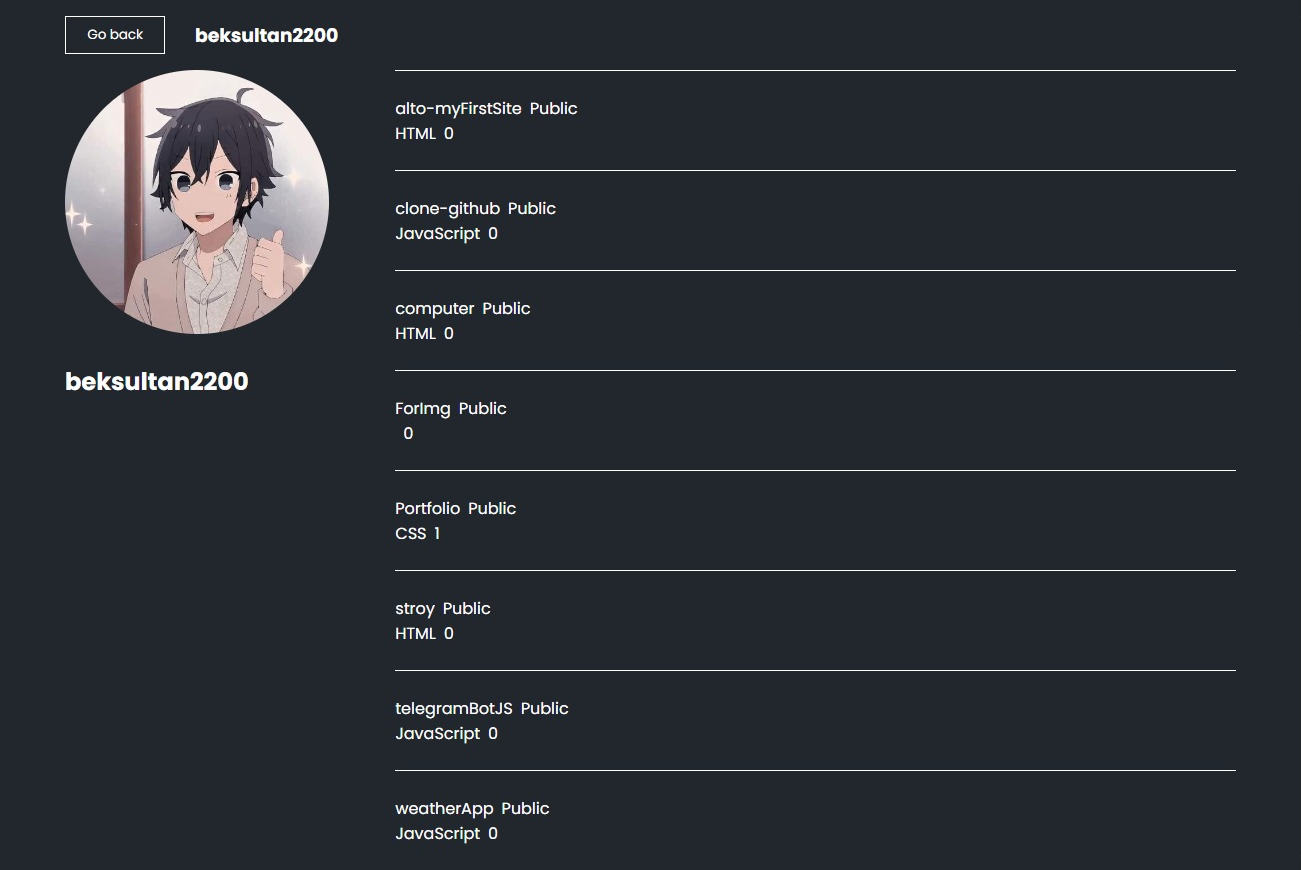 Go back
beksultan2200
beksultan2200
alto-myFirstSite Public
HTML 0
clone-github Public
JavaScript 0
computer Public
HTML 0
ForImg Public
0
Portfolio Public
CSS 1
stroy Public
HTML 0
telegramBotJS Public
JavaScript 0
weatherApp Public
JavaScript 0